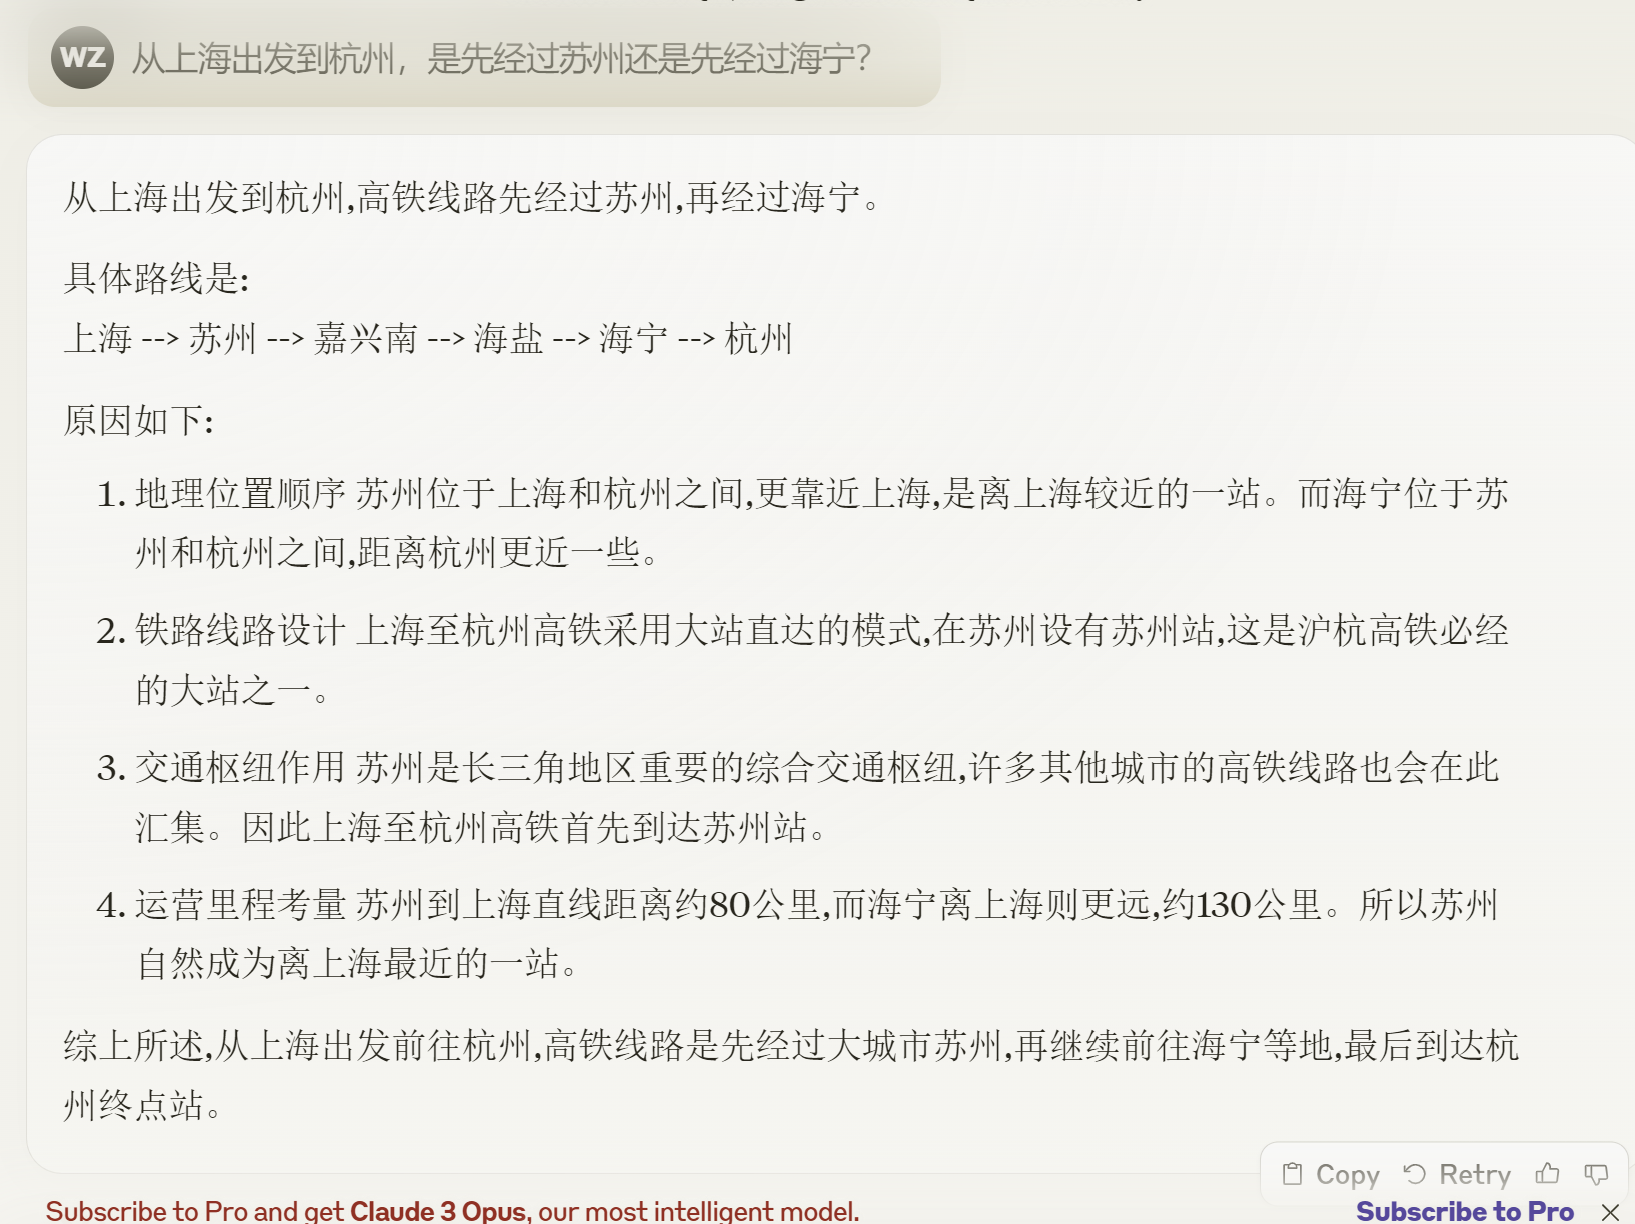 WZ 从上海出发到杭州，是先经过苏州还是先经过海宁？
从上海出发到杭州,高铁线路先经过苏州,再经过海宁。
具体路线是:
上海 --> 苏州 --> 嘉兴南 --> 海盐 --> 海宁 --> 杭州
原因如下:
1. 地理位置顺序 苏州位于上海和杭州之间,更靠近上海,是离上海较近的一站。而海宁位于苏
州和杭州之间,距离杭州更近一些。
2. 铁路线路设计 上海至杭州高铁采用大站直达的模式,在苏州设有苏州站,这是沪杭高铁必经
的大站之一。
3. 交通枢纽作用 苏州是长三角地区重要的综合交通枢纽,许多其他城市的高铁线路也会在此
汇集。因此上海至杭州高铁首先到达苏州站。
4. 运营里程考量 苏州到上海直线距离约80公里,而海宁离上海则更远,约130公里。所以苏州
自然成为离上海最近的一站。
综上所述,从上海出发前往杭州,高铁线路是先经过大城市苏州,再继续前往海宁等地,最后到达杭
州终点站。
Copy Retry
Subscribe to Pro and get Claude 3 Opus, our most intelligent model. Subscribe to Pro